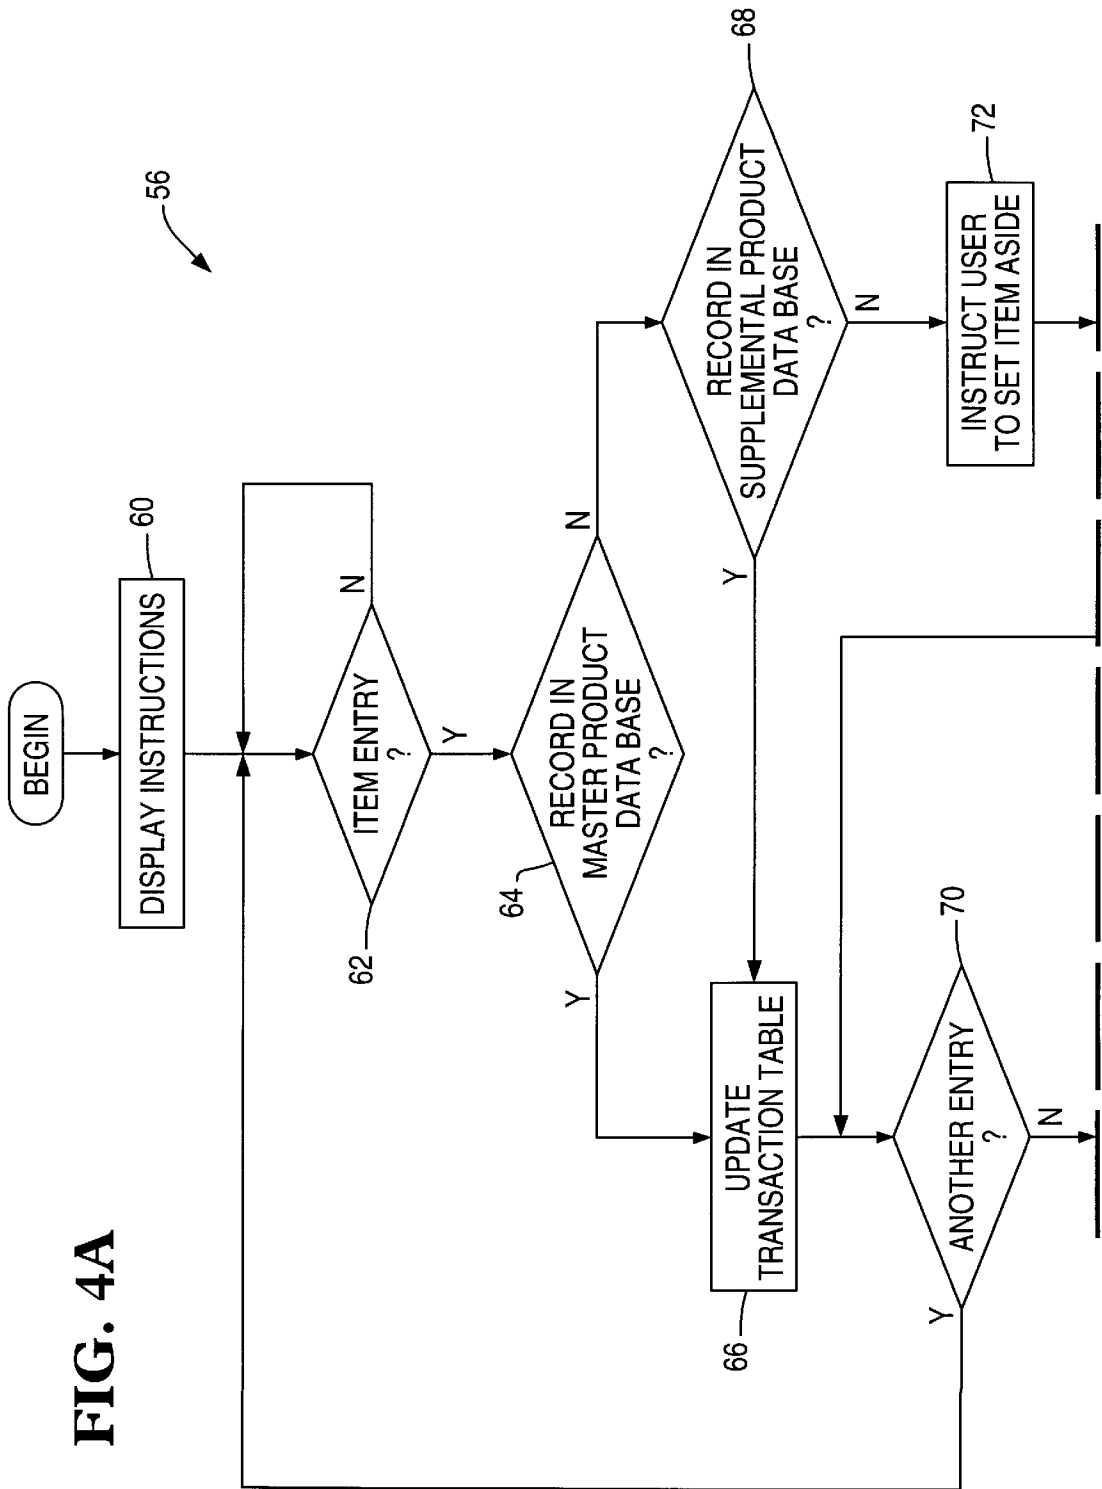 FIG. 4A
56
BEGIN
DISPLAY INSTRUCTIONS
60
ITEM ENTRY
?
62
N
Y
RECORD IN
MASTER PRODUCT
DATA BASE
?
64
Y
N
RECORD IN
SUPPLEMENTAL PRODUCT
DATA BASE
?
68
Y
N
UPDATE
TRANSACTION TABLE
66
ANOTHER ENTRY
?
70
Y
N
INSTRUCT USER
TO SET ITEM ASIDE
72